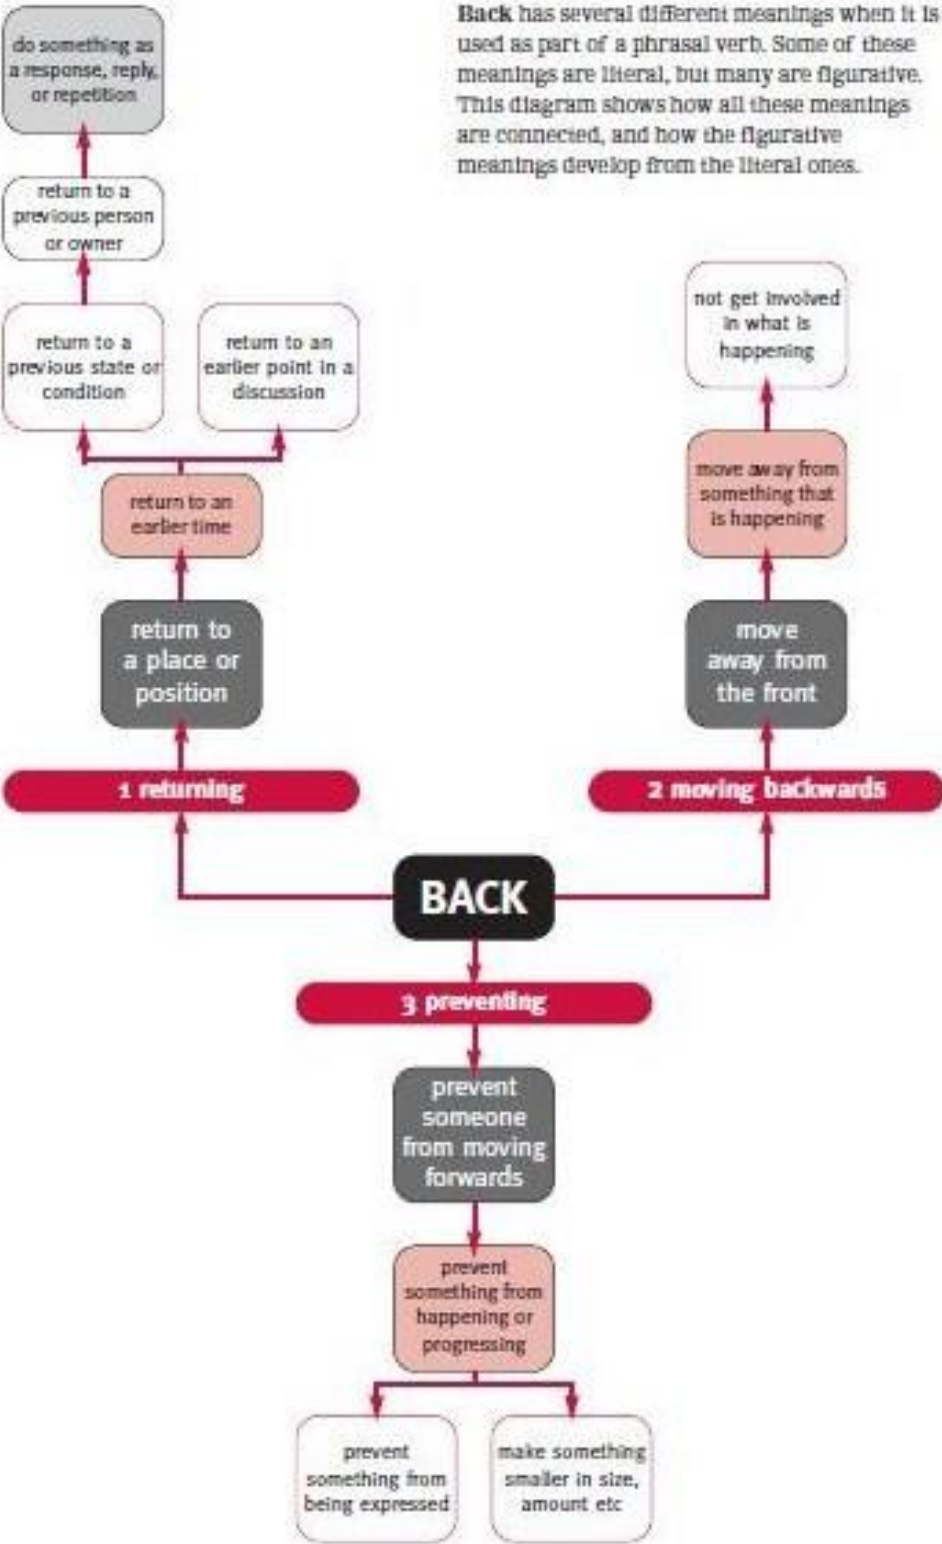 Back has several different meanings when it is
used as part of a phrasal verb. Some of these
meanings are literal, but many are figurative.
This diagram shows how all these meanings
are connected, and how the figurative
meanings develop from the literal ones.
do something as
a response, reply,
or repetition
return to a
previous person
or owner
return to a
previous state or
condition
return to an
earlier point in a
discussion
return to an
earlier time
return to
a place or
position
1 returning
not get involved
in what is
happening
move away from
something that
is happening
move
away from
the front
2 moving backwards
BACK
3 preventing
prevent
someone
from moving
forwards
prevent
something from
happening or
progressing
prevent
something from
being expressed
make something
smaller in size,
amount etc